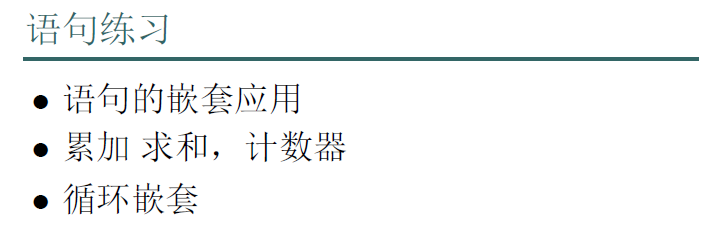 语句练习
● 语句的嵌套应用
● 累加 求和，计数器
● 循环嵌套